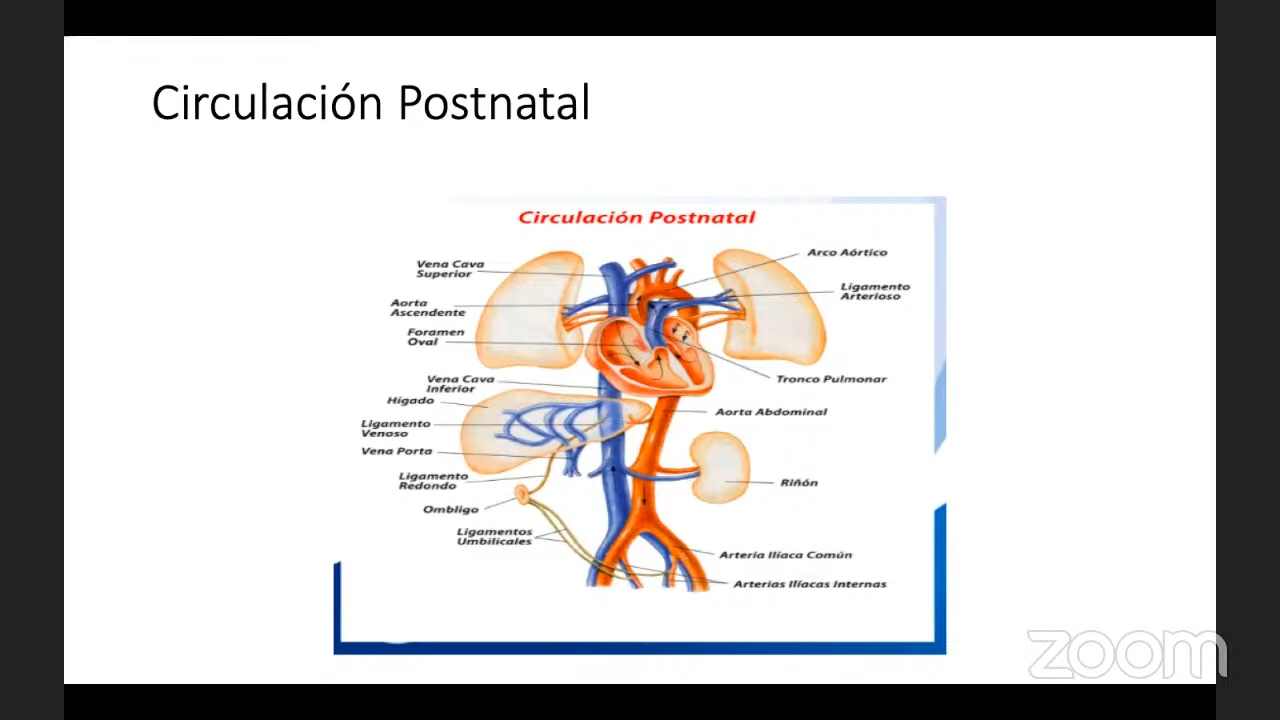 Circulación Postnatal
Circulación Postnatal
Vena Cava
Superior
Aorta
Ascendente
Foramen
Oval
Vena Cava
Inferior
Hígado
Ligamento
Venoso
Vena Porta
Ligamento
Redondo
Ombligo
Ligamentos
Umbilicales
Arco Aórtico
Ligamento
Arterioso
Tronco Pulmonar
Aorta Abdominal
Riñón
Arteria Ilíaca Común
Arterias Ilíacas Internas
zoom